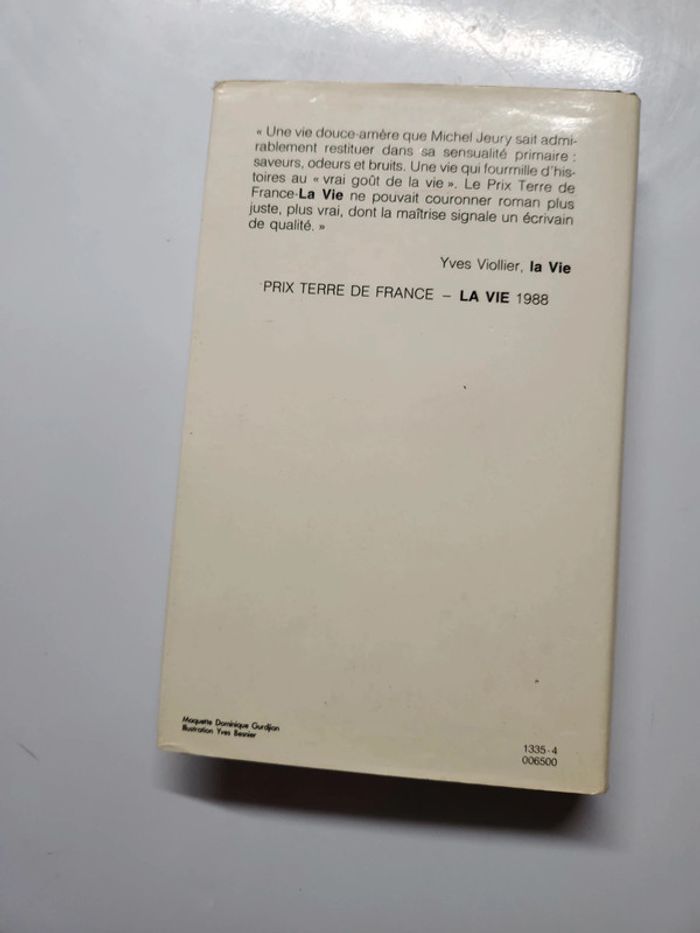 « Une vie douce-amère que Michel Jeury sait admi-
rablement restituer dans sa sensualité primaire :
saveurs, odeurs et bruits. Une vie qui fourmille d'his-
toires au « vrai goût de la vie ». Le Prix Terre de
France-La Vie ne pouvait couronner roman plus
juste, plus vrai, dont la maîtrise signale un écrivain
de qualité. »
Yves Viollier, la Vie
PRIX TERRE DE FRANCE – LA VIE 1988
Maquette Dominique Gurdjian
Illustration Yves Besnier
1335-4
006500